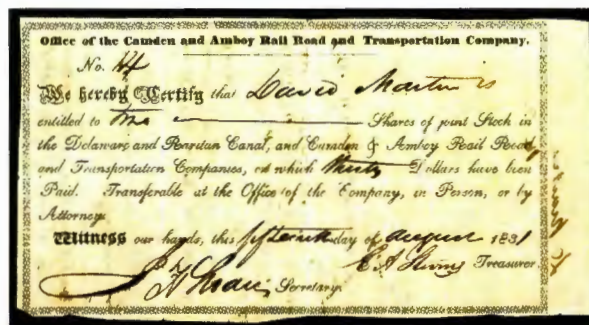 Office of the Camden and Amboy Rail Road and Transportation Company.
No.
We hereby Certify that David Martin is
entitled to Shares of joint Stock in
the Delaware and Raritan Canal, and Camden & Amboy Rail Road
and Transportation Companies, on which thirty Dollars have been
Paid. Transferable at the Office of the Company, in Person, or by
Attorney.
Witness our hands, this fifteenth day of August 1831
E A Stevens Treasurer
Secretary.